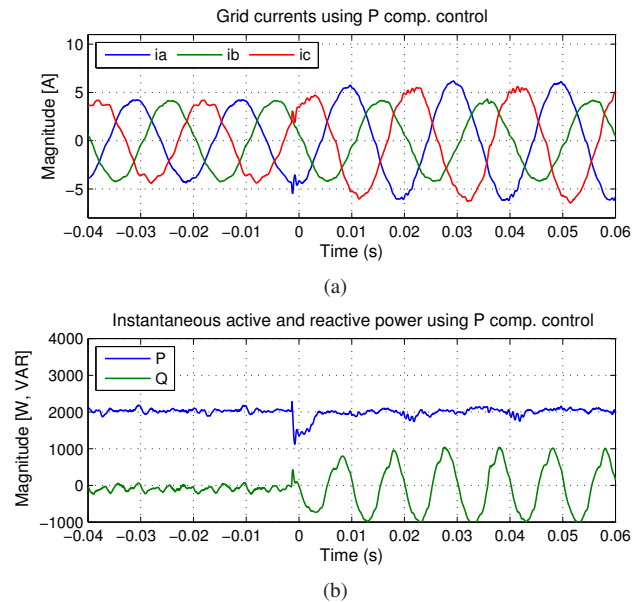 Grid currents using P comp. control
ia ib ic
Magnitude [A]
10
5
0
−5
−0.04 −0.03 −0.02 −0.01 0 0.01 0.02 0.03 0.04 0.05 0.06
Time (s)
(a)
Instantaneous active and reactive power using P comp. control
P
Q
Magnitude [W, VAR]
4000
3000
2000
1000
0
−1000
−0.04 −0.03 −0.02 −0.01 0 0.01 0.02 0.03 0.04 0.05 0.06
Time (s)
(b)